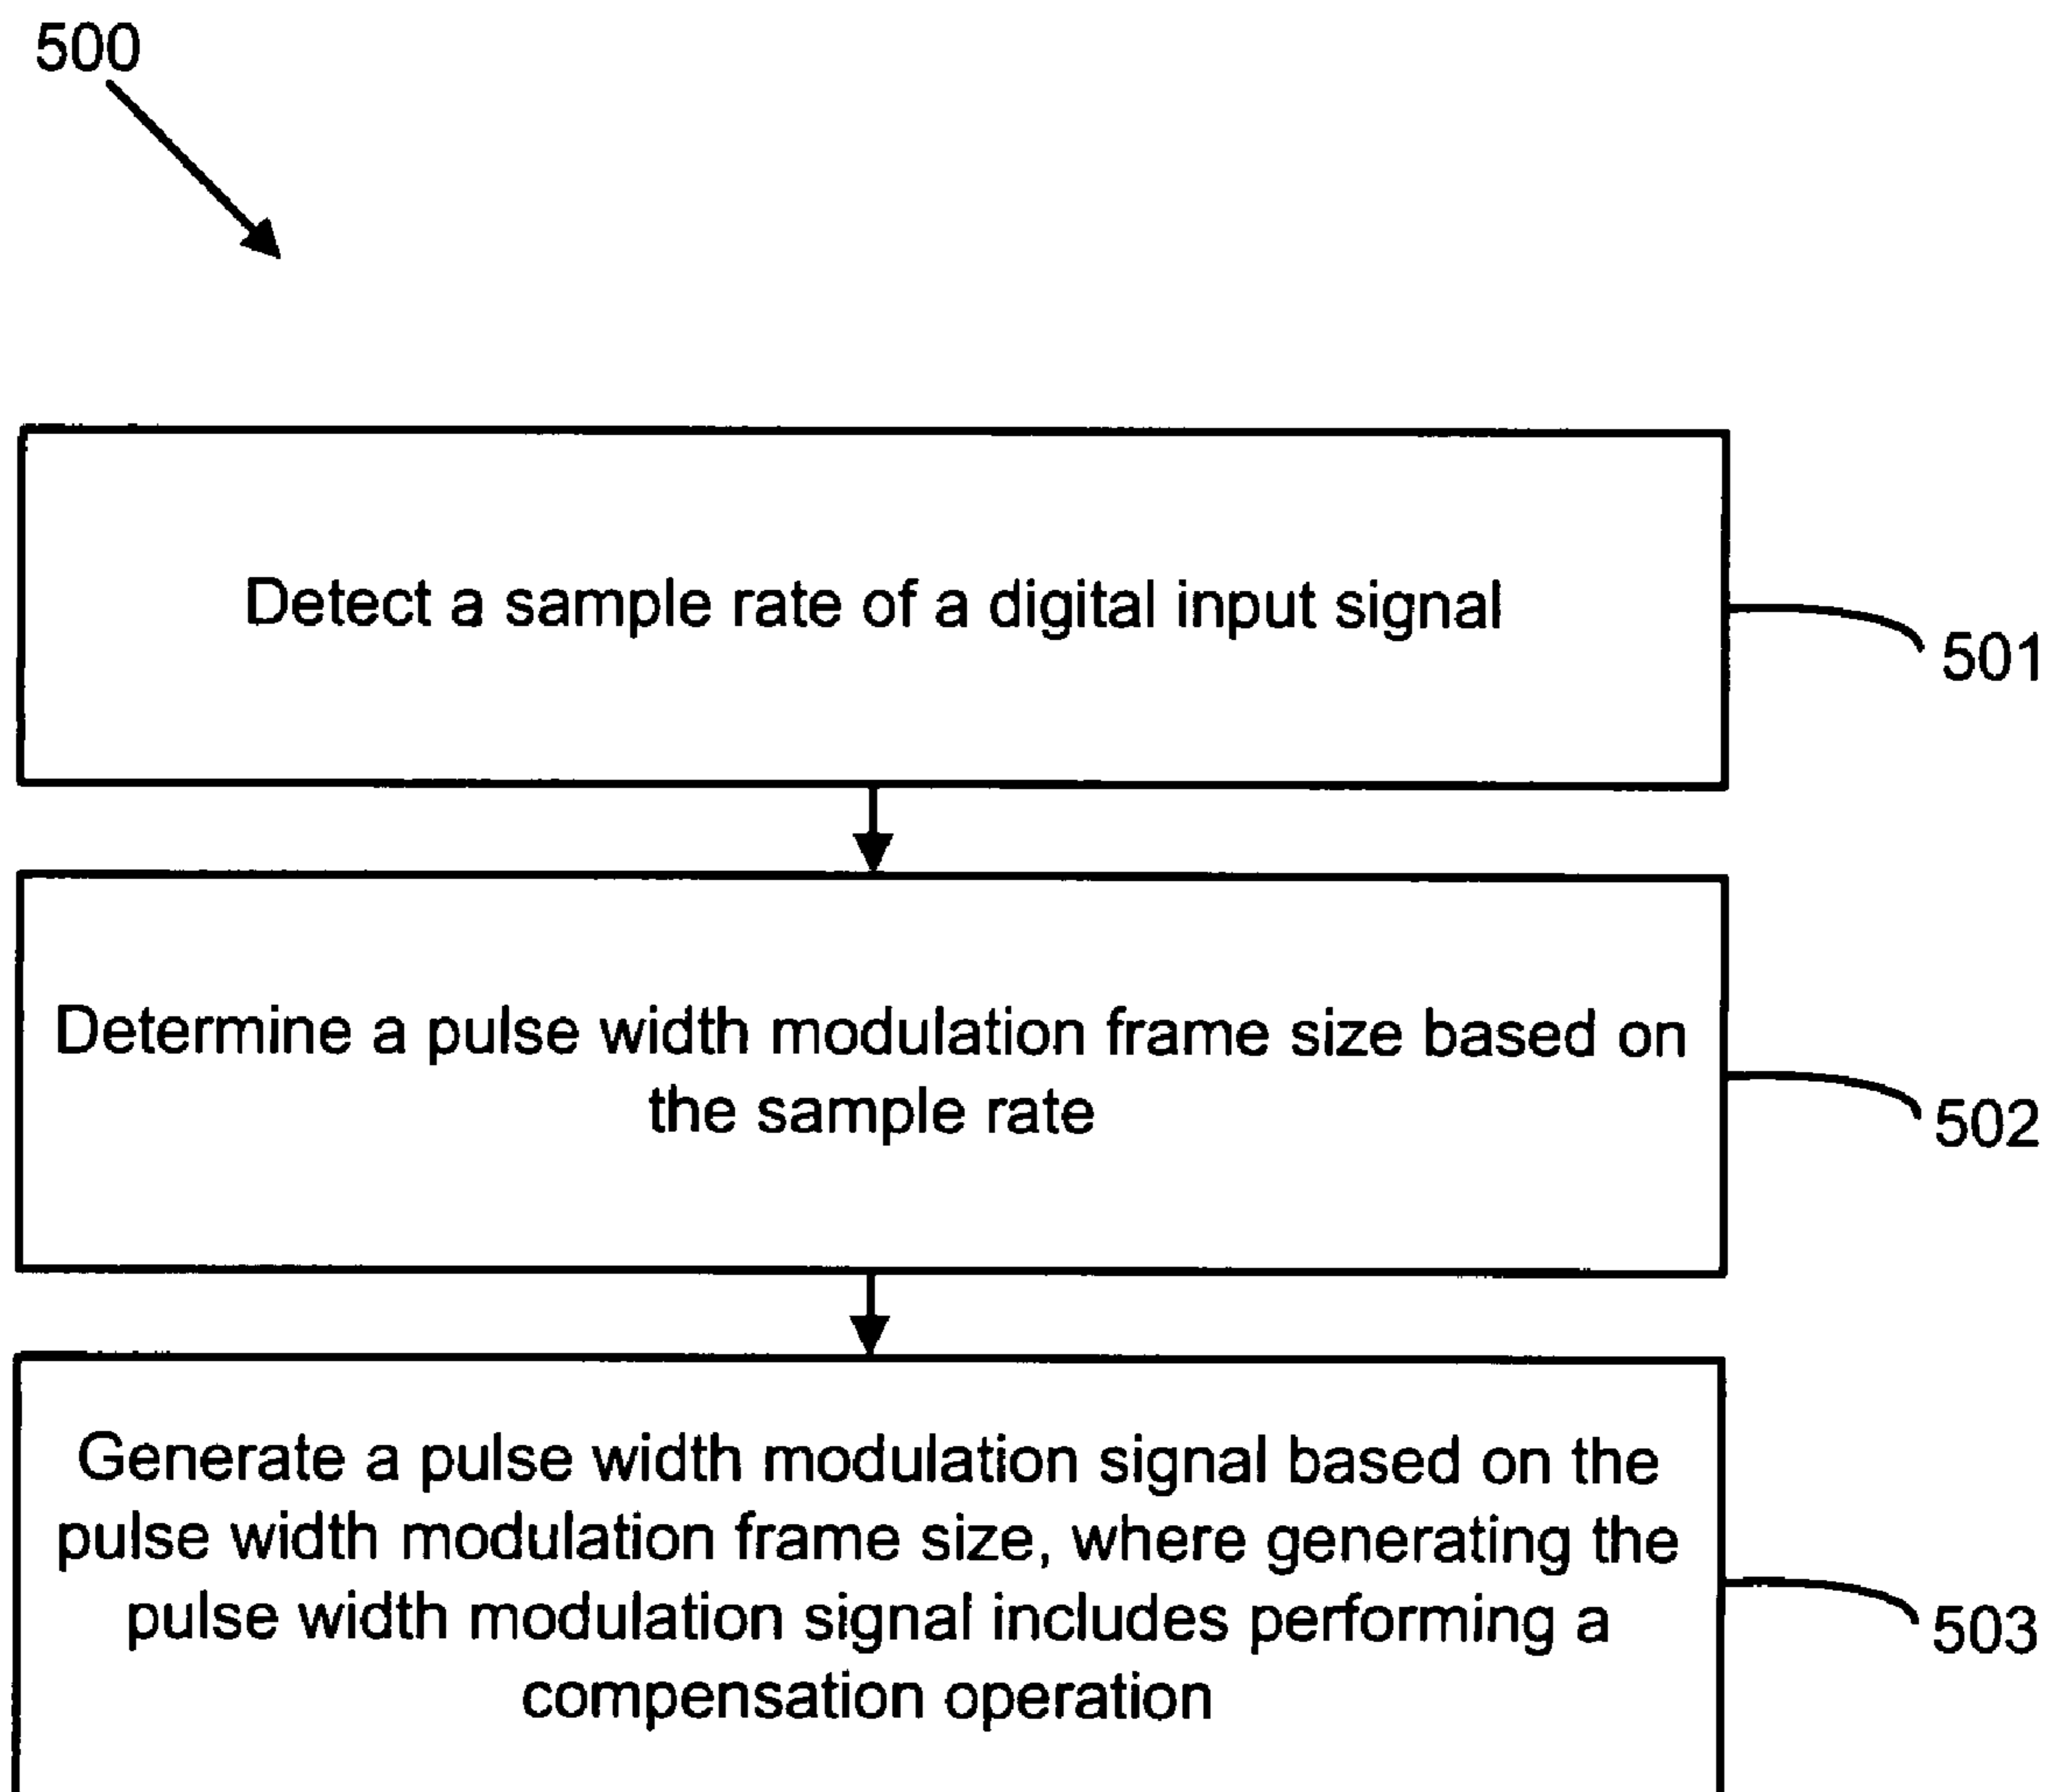 500
Detect a sample rate of a digital input signal
501
Determine a pulse width modulation frame size based on
the sample rate
502
Generate a pulse width modulation signal based on the
pulse width modulation frame size, where generating the
pulse width modulation signal includes performing a
compensation operation
503